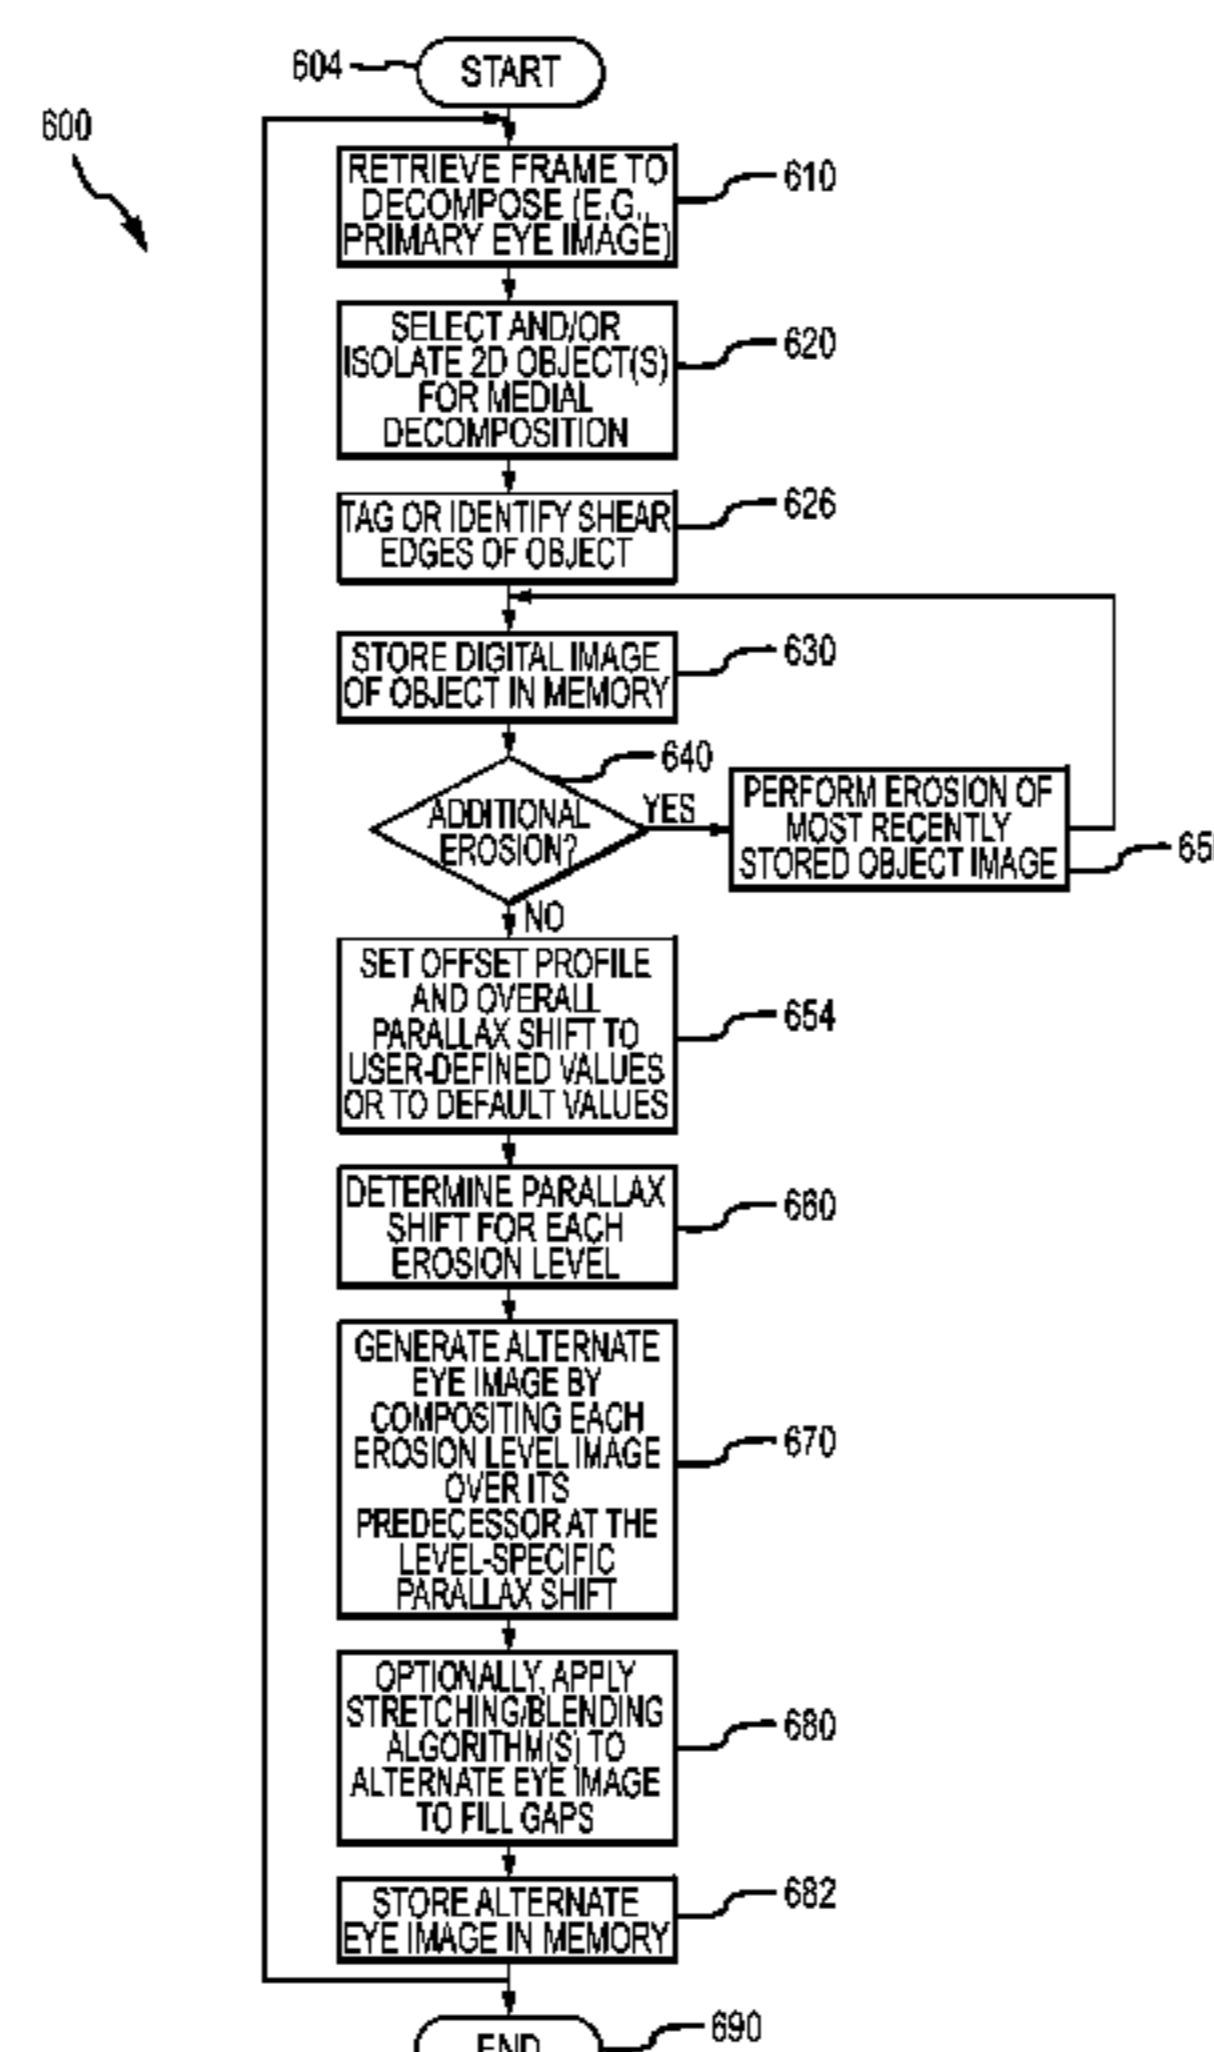 604
START
600
RETRIEVE FRAME TO
DECOMPOSE (E.G.,
PRIMARY EYE IMAGE)
610
SELECT AND/OR
ISOLATE 2D OBJECT(S)
FOR MEDIAL
DECOMPOSITION
620
TAG OR IDENTIFY SHEAR
EDGES OF OBJECT
626
STORE DIGITAL IMAGE
OF OBJECT IN MEMORY
630
640
ADDITIONAL
EROSION?
YES
PERFORM EROSION OF
MOST RECENTLY
STORED OBJECT IMAGE
NO
SET OFFSET PROFILE
AND OVERALL
PARALLAX SHIFT TO
USER-DEFINED VALUES
OR TO DEFAULT VALUES
654
DETERMINE PARALLAX
SHIFT FOR EACH
EROSION LEVEL
660
GENERATE ALTERNATE
EYE IMAGE BY
COMPOSITING EACH
EROSION LEVEL IMAGE
OVER ITS
PREDECESSOR AT THE
LEVEL-SPECIFIC
PARALLAX SHIFT
670
OPTIONALLY, APPLY
STRETCHING/BLENDING
ALGORITHM(S) TO
ALTERNATE EYE IMAGE
TO FILL GAPS
680
STORE ALTERNATE
EYE IMAGE IN MEMORY
682
END
690